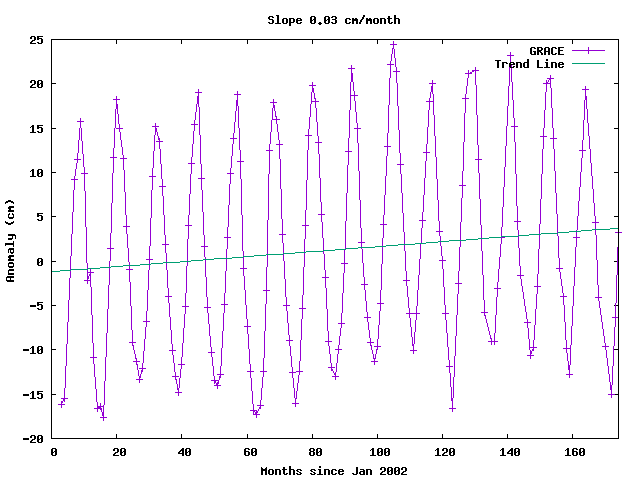 Slope 0.03 cm/month
GRACE
Trend Line
25
20
15
10
5
0
-5
-10
-15
-20
Anomaly (cm)
0 20 40 60 80 100 120 140 160
Months since Jan 2002